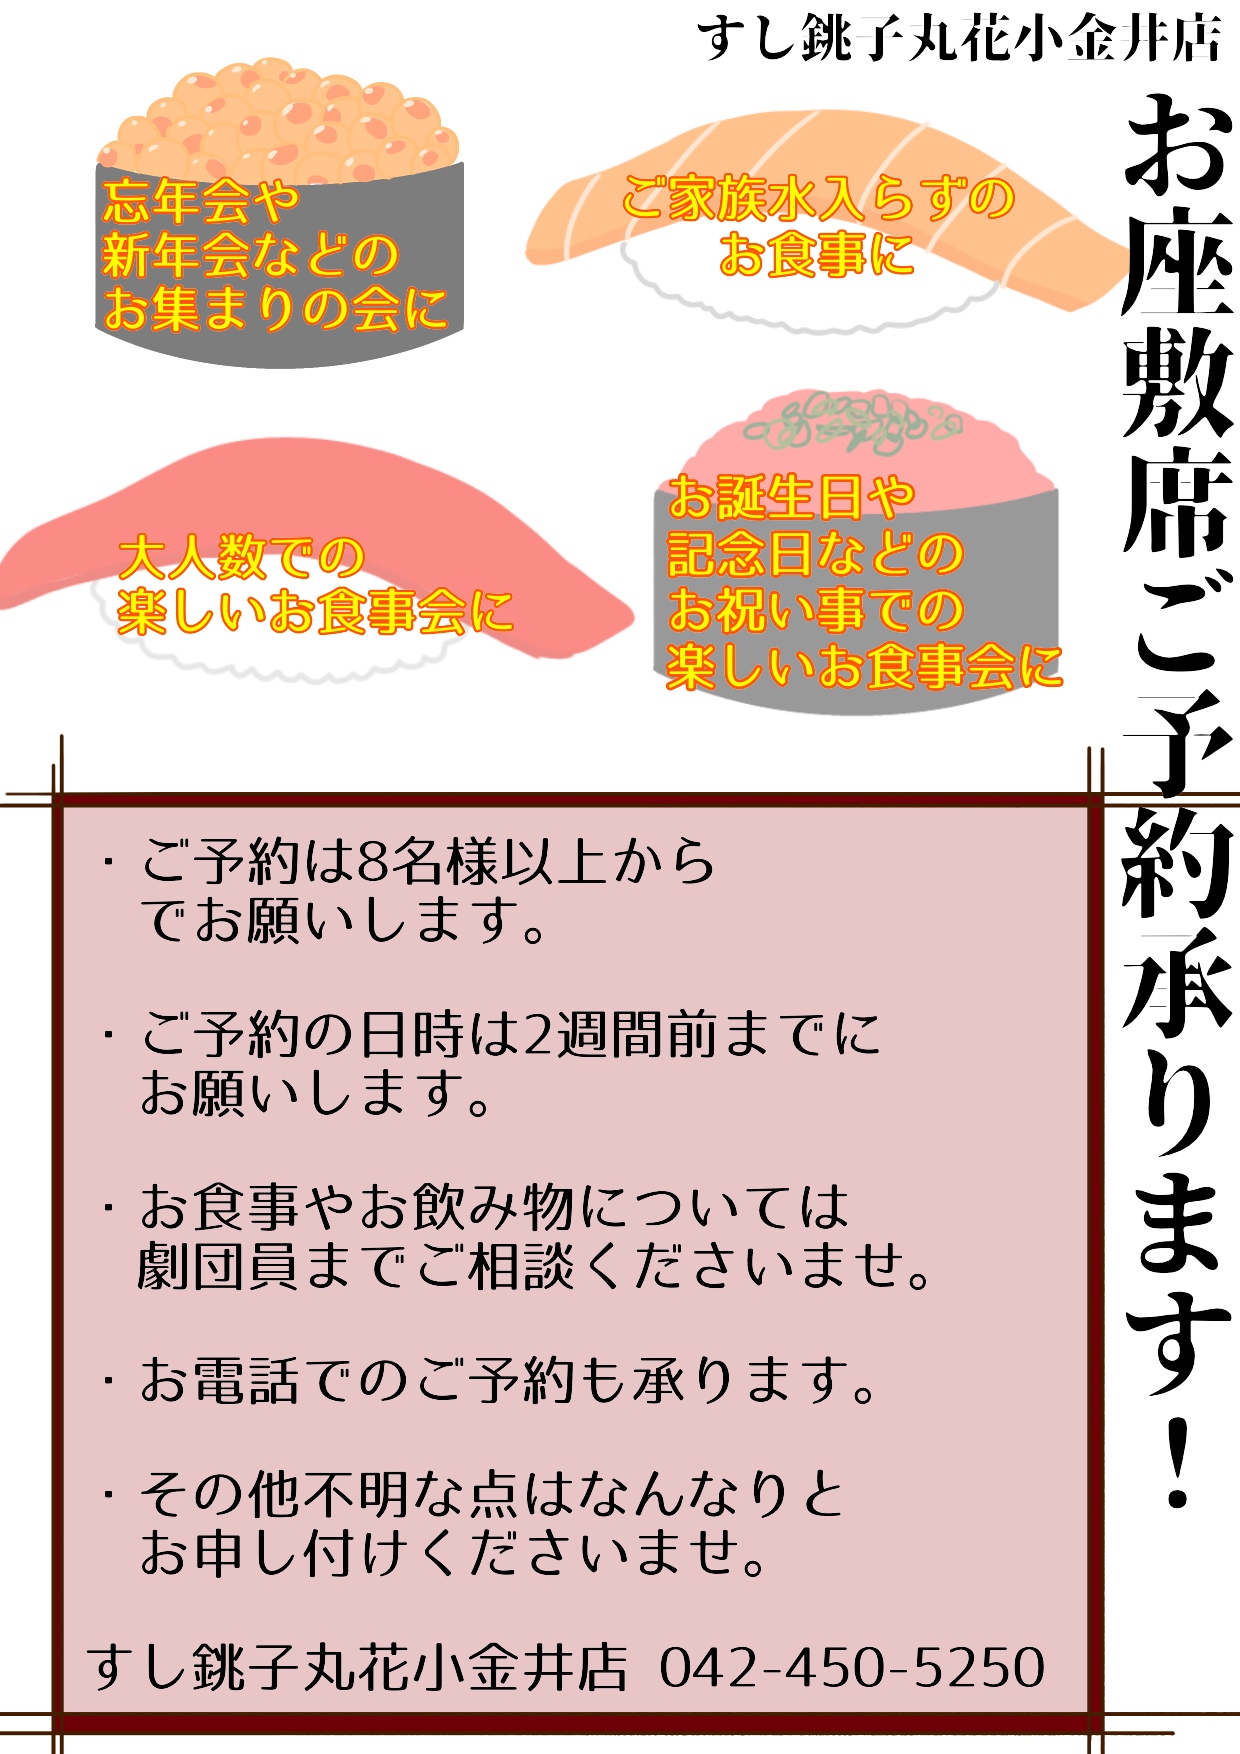 すし銚子丸花小金井店
お座敷席ご予約承ります！
忘年会や
新年会などの
お集まりの会に
ご家族水入らずの
お食事に
大人数での
楽しいお食事会に
お誕生日や
記念日などの
お祝い事での
楽しいお食事会に
・ご予約は8名様以上から
でお願いします。
・ご予約の日時は2週間前までに
お願いします。
・お食事やお飲み物については
劇団員までご相談くださいませ。
・お電話でのご予約も承ります。
・その他不明な点はなんなりと
お申し付けくださいませ。
すし銚子丸花小金井店 042-450-5250